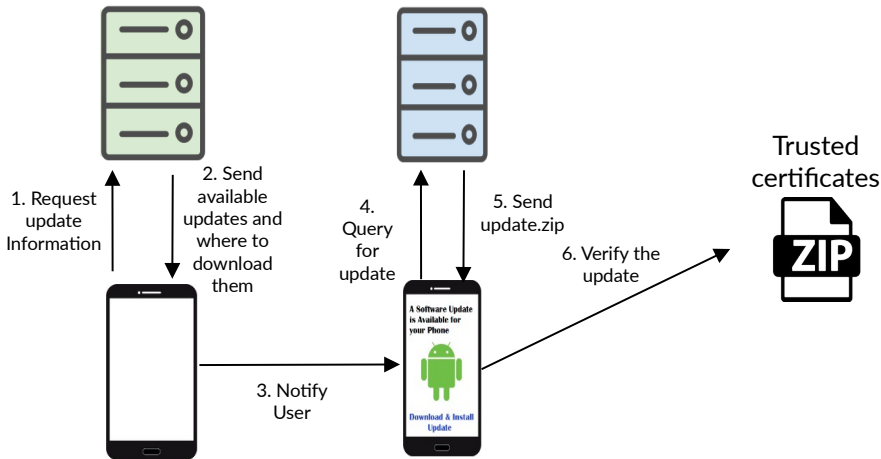 1. Request
update
Information
2. Send
available
updates and
where to
download
them
3. Notify
User
4.
Query
for
update
5. Send
update.zip
6. Verify the
update
Trusted
certificates
ZIP
A Software Update
is Available for
your Phone
Download & Install
Update